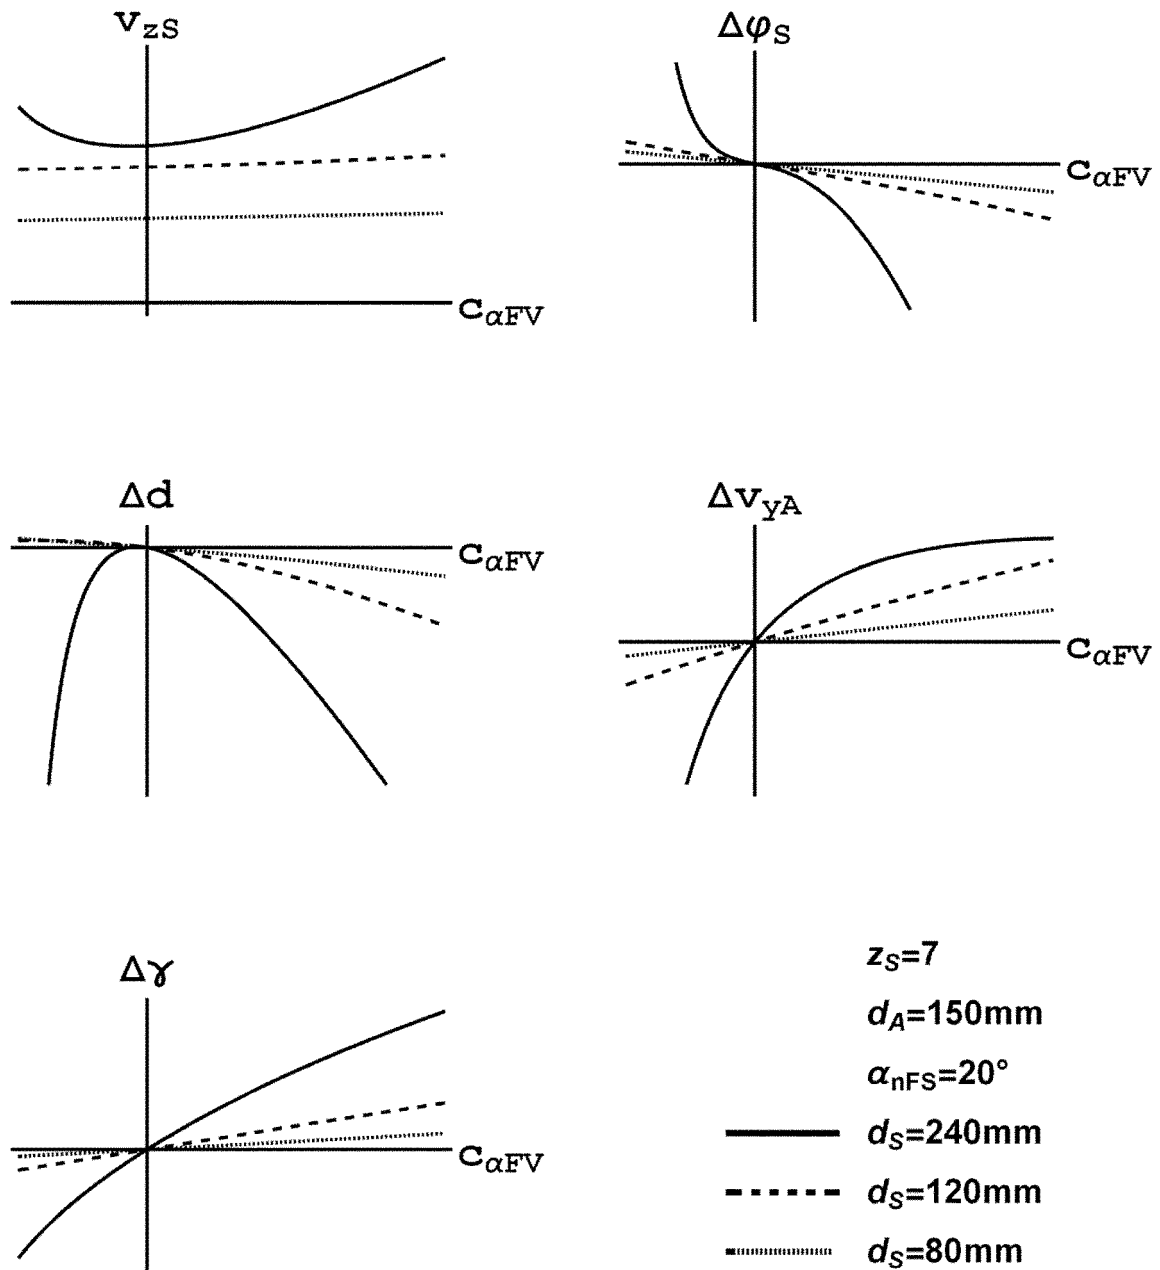 v_zS
Δφ_S
c_αFV
c_αFV
Δd
Δv_yA
c_αFV
c_αFV
Δγ
c_αFV
z_S=7
d_A=150mm
α_nFS=20°
d_S=240mm
d_S=120mm
d_S=80mm